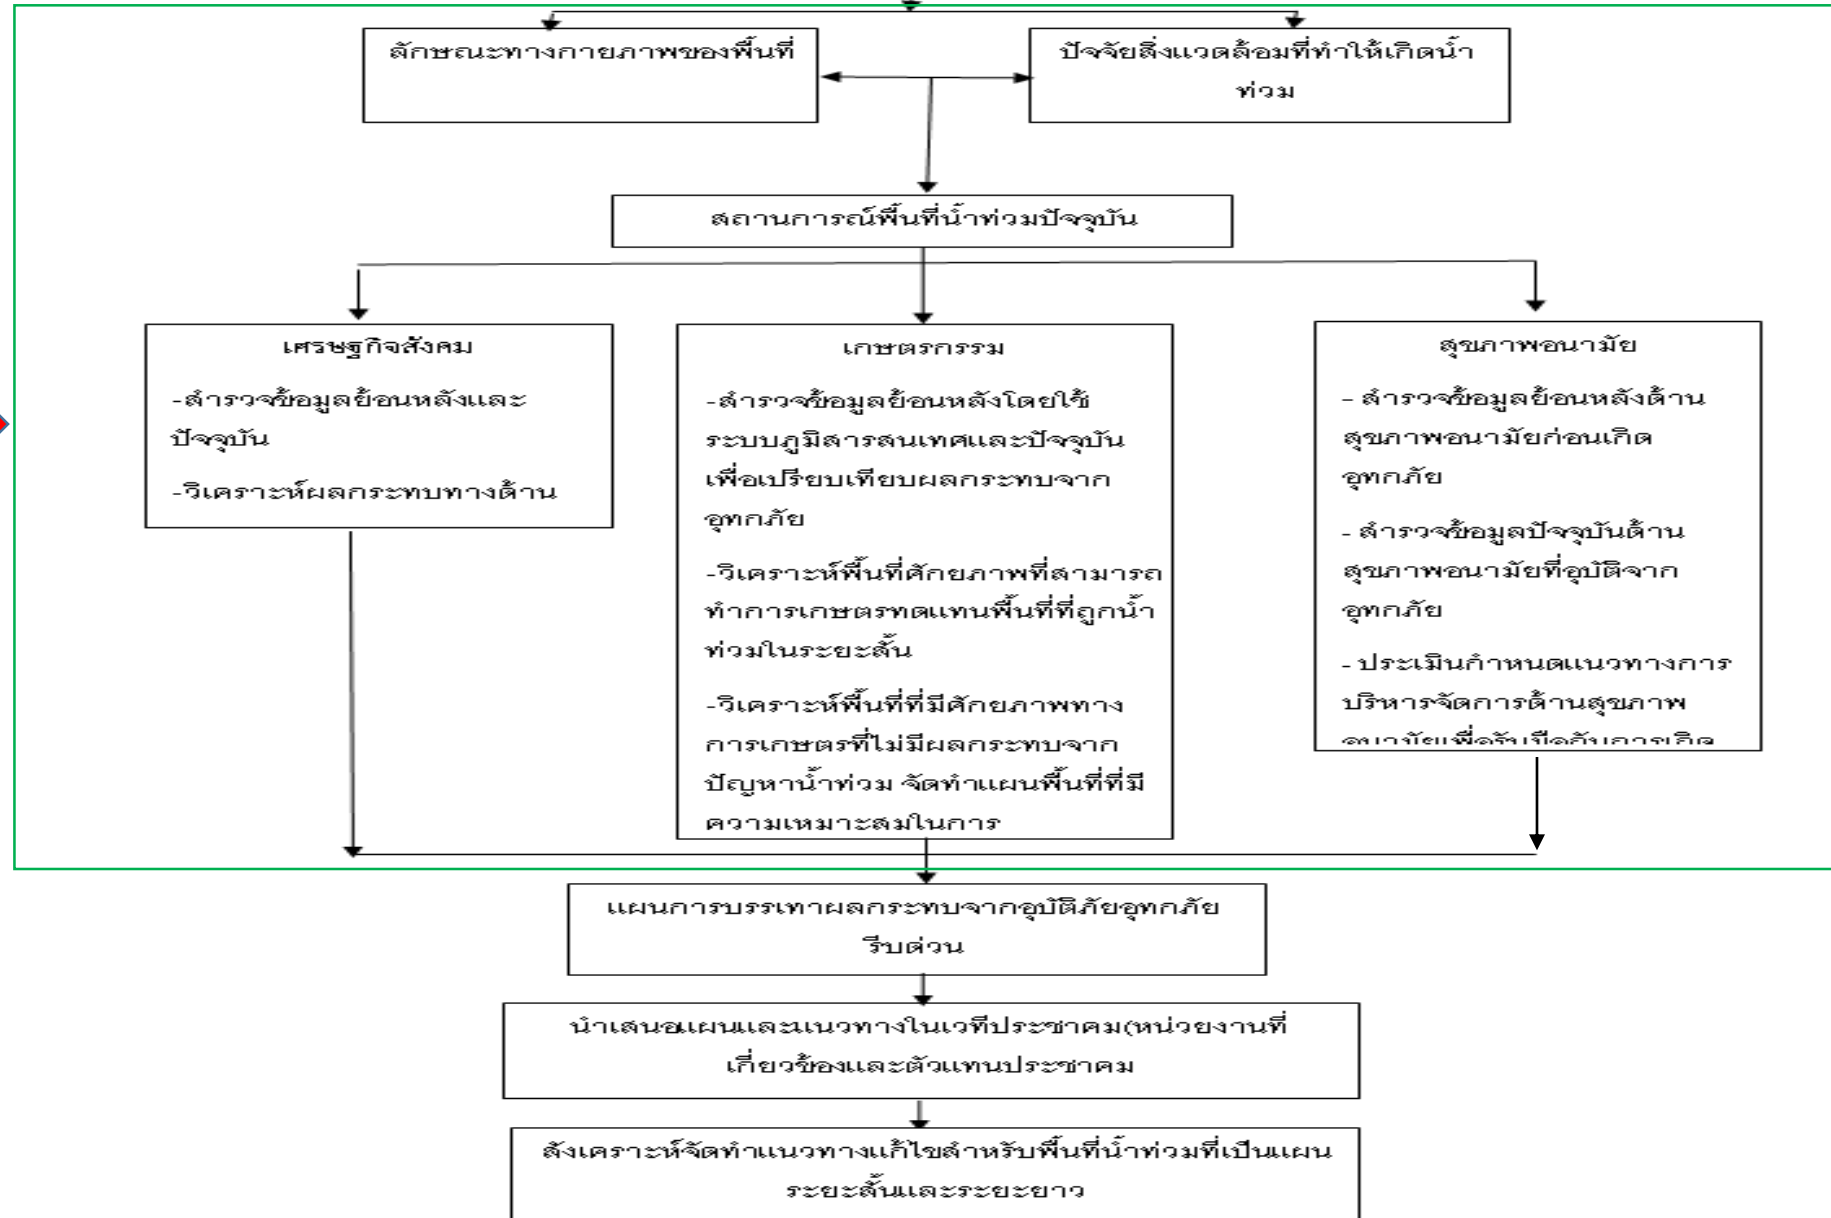 ลักษณะทางกายภาพของพื้นที่
ปัจจัยสิ่งแวดล้อมที่ทำให้เกิดน้ำ
ท่วม
สถานการณ์พื้นที่น้ำท่วมปัจจุบัน
เศรษฐกิจสังคม
-สำรวจข้อมูลย้อนหลังและ
ปัจจุบัน
-วิเคราะห์ผลกระทบทางด้าน
เกษตรกรรม
-สำรวจข้อมูลย้อนหลังโดยใช้
ระบบภูมิสารสนเทศและปัจจุบัน
เพื่อเปรียบเทียบผลกระทบจาก
อุทกภัย
-วิเคราะห์พื้นที่ศักยภาพที่สามารถ
ทำการเกษตรทดแทนพื้นที่ที่ถูกน้ำ
ท่วมในระยะสั้น
-วิเคราะห์พื้นที่ที่มีศักยภาพทาง
การเกษตรที่ไม่มีผลกระทบจาก
ปัญหาน้ำท่วม จัดทำแผนพื้นที่ที่มี
ความเหมาะสมในการ
สุขภาพอนามัย
- สำรวจข้อมูลย้อนหลังด้าน
สุขภาพอนามัยก่อนเกิด
อุทกภัย
- สำรวจข้อมูลปัจจุบันด้าน
สุขภาพอนามัยที่อุบัติจาก
อุทกภัย
- ประเมินกำหนดแนวทางการ
บริหารจัดการด้านสุขภาพ
อนามัยเพื่อรับมือกับการเกิด
แผนการบรรเทาผลกระทบจากอุบัติภัยอุทกภัย
รีบด่วน
นำเสนอแผนและแนวทางในเวทีประชาคม(หน่วยงานที่
เกี่ยวข้องและตัวแทนประชาคม
สังเคราะห์จัดทำแนวทางแก้ไขสำหรับพื้นที่น้ำท่วมที่เป็นแผน
ระยะสั้นและระยะยาว